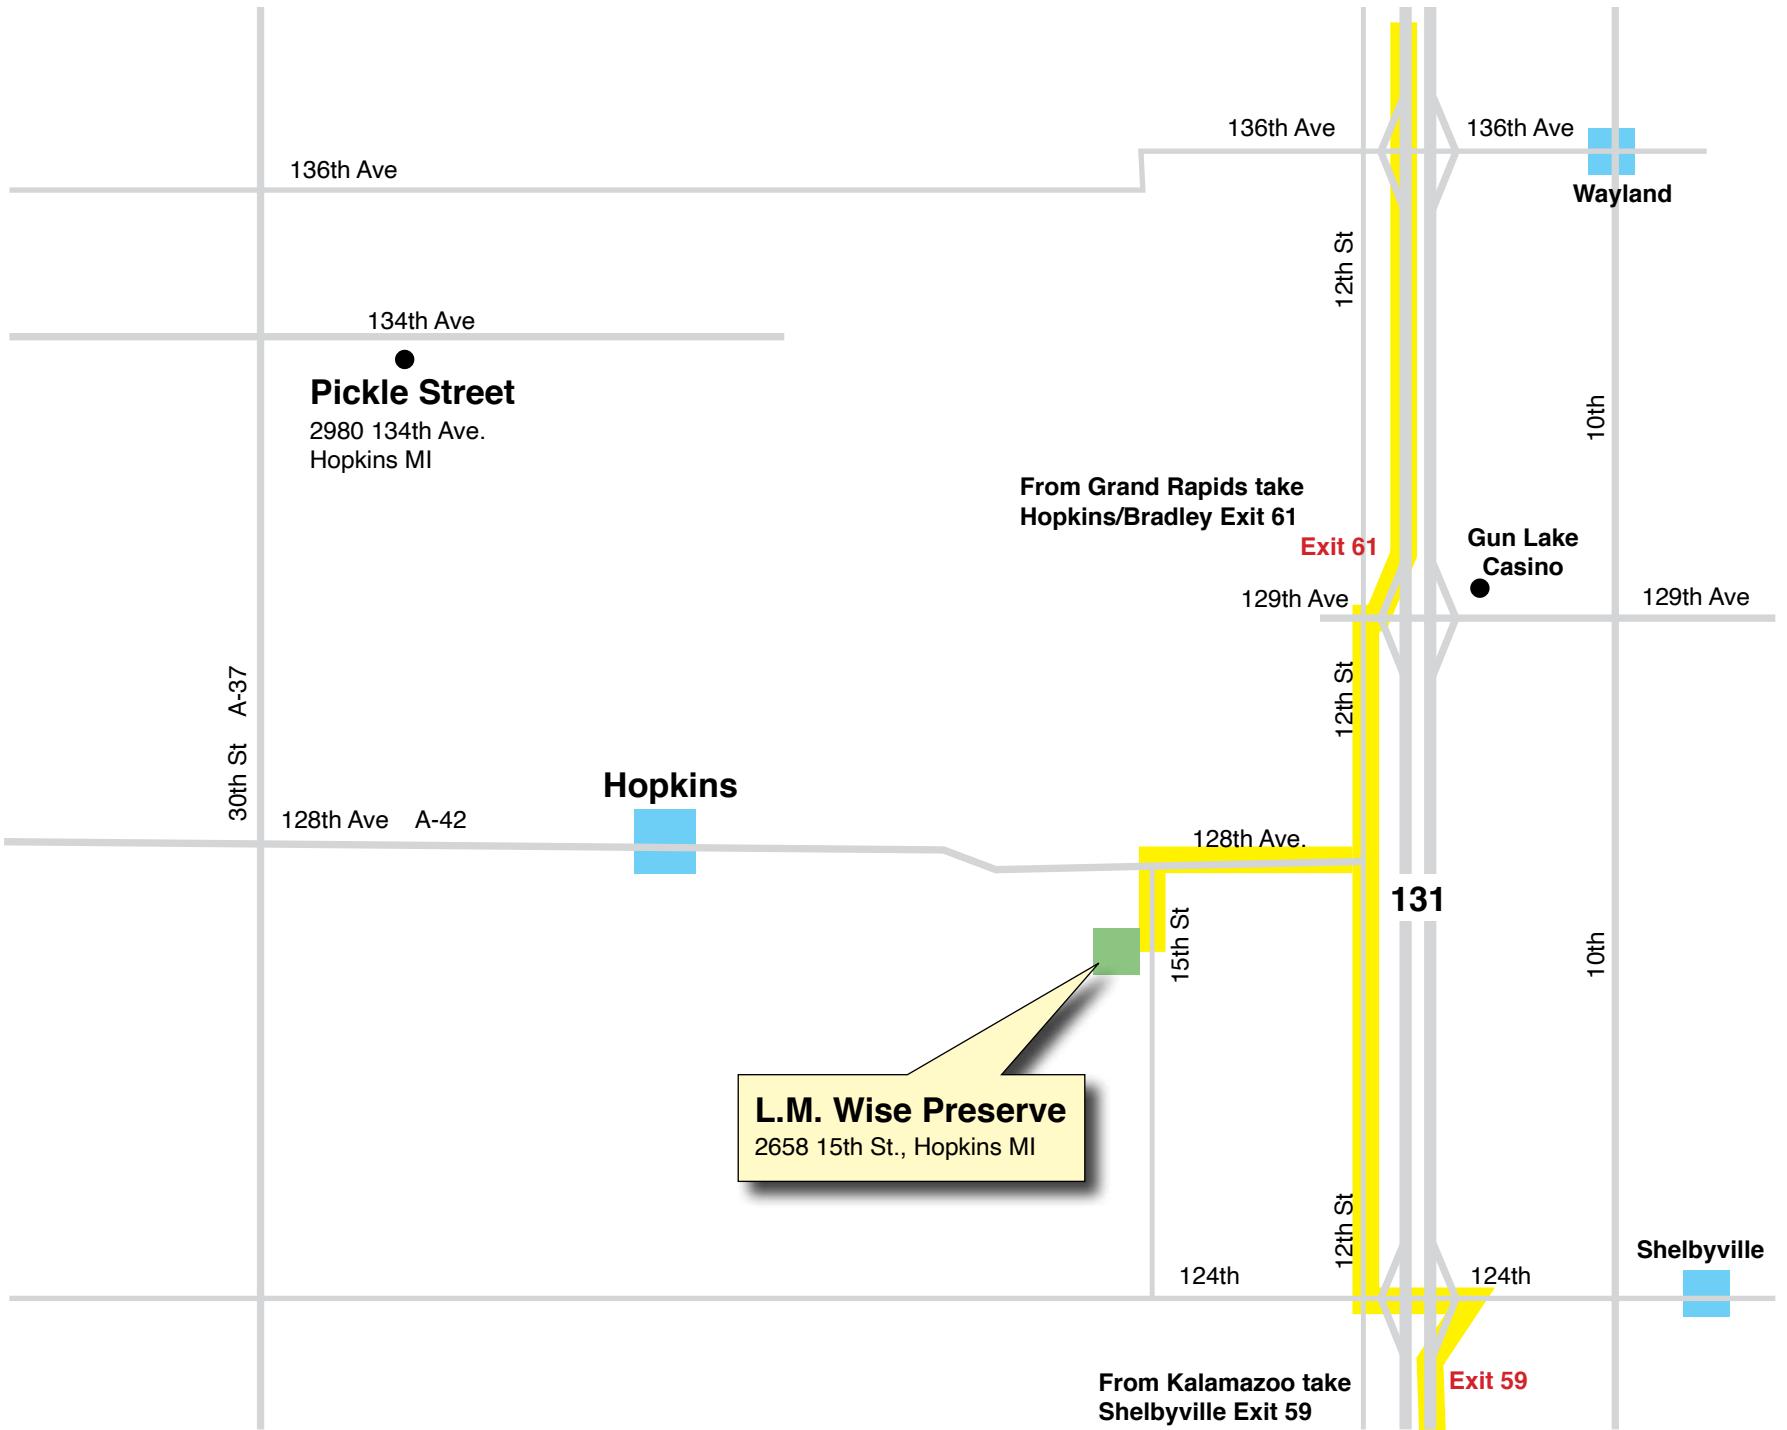 136th Ave
136th Ave
136th Ave
Wayland
12th St
134th Ave
Pickle Street
2980 134th Ave.
Hopkins MI
10th
From Grand Rapids take
Hopkins/Bradley Exit 61
Exit 61
Gun Lake
Casino
129th Ave
129th Ave
12th St
30th St A-37
Hopkins
128th Ave A-42
128th Ave.
131
15th St
10th
L.M. Wise Preserve
2658 15th St., Hopkins MI
12th St
Shelbyville
124th
124th
From Kalamazoo take
Shelbyville Exit 59
Exit 59